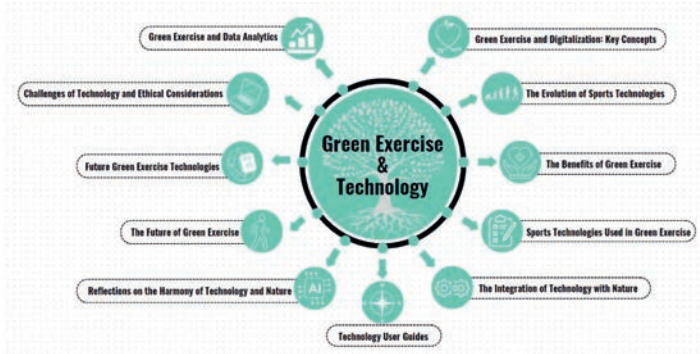 Green Exercise and Data Analytics
Green Exercise and Digitalization: Key Concepts
Challenges of Technology and Ethical Considerations
The Evolution of Sports Technologies
Green Exercise
&
Technology
Future Green Exercise Technologies
The Benefits of Green Exercise
The Future of Green Exercise
Sports Technologies Used in Green Exercise
Reflections on the Harmony of Technology and Nature
AI
The Integration of Technology with Nature
Technology User Guides